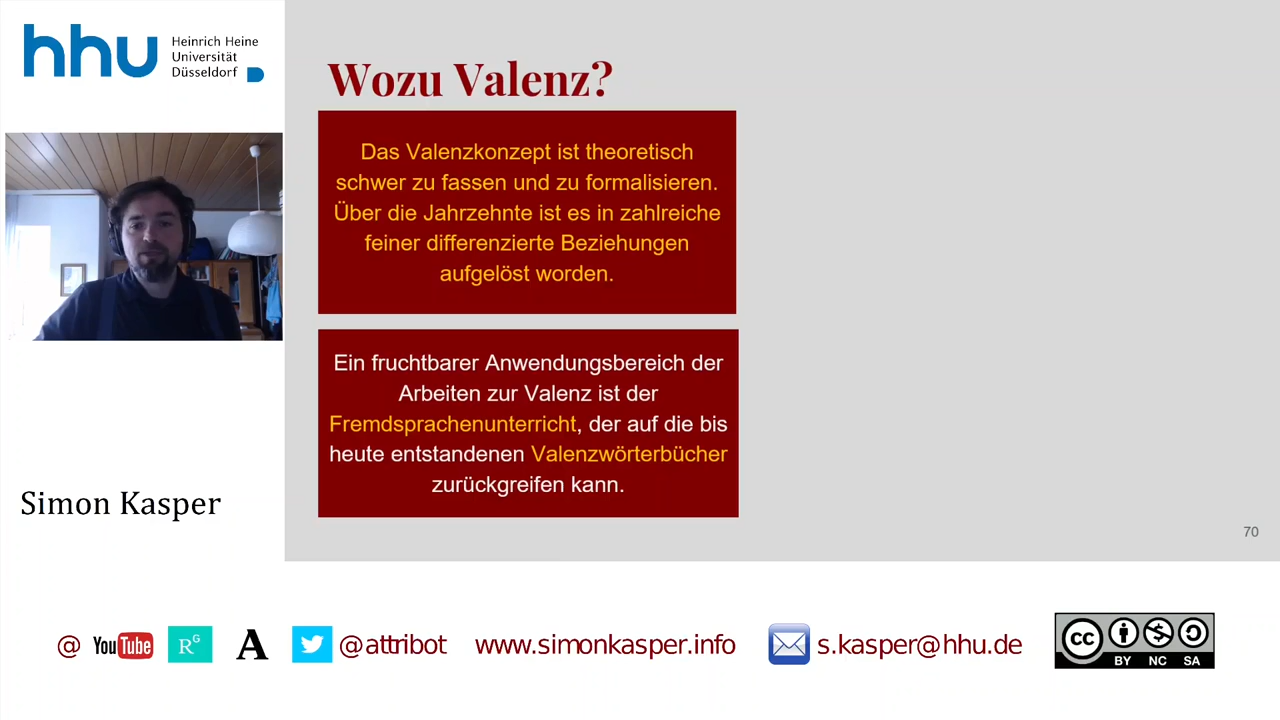 hhu
Heinrich Heine
Universität
Düsseldorf
Wozu Valenz?
Das Valenzkonzept ist theoretisch
schwer zu fassen und zu formalisieren.
Über die Jahrzehnte ist es in zahlreiche
feiner differenzierte Beziehungen
aufgelöst worden.
Ein fruchtbarer Anwendungsbereich der
Arbeiten zur Valenz ist der
Fremdsprachenunterricht, der auf die bis
heute entstandenen Valenzwörterbücher
zurückgreifen kann.
Simon Kasper
70
@ YouTube RG A @attribot www.simonkasper.info s.kasper@hhu.de
cc BY NC SA